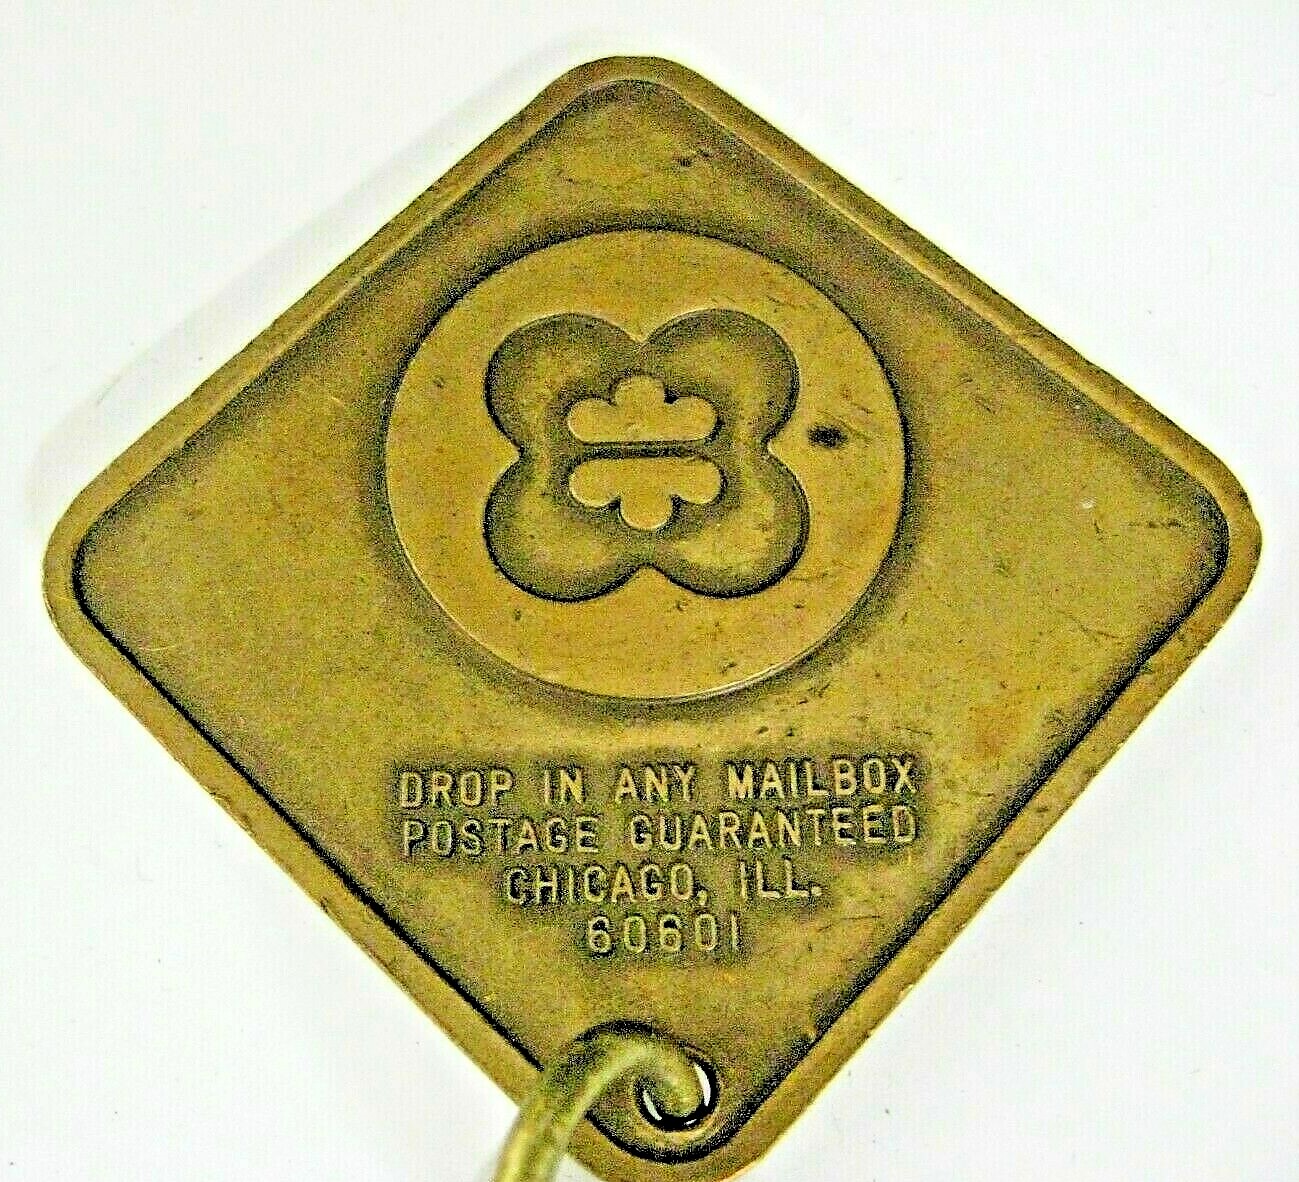 DROP IN ANY MAILBOX
POSTAGE GUARANTEED
CHICAGO, ILL.
60601